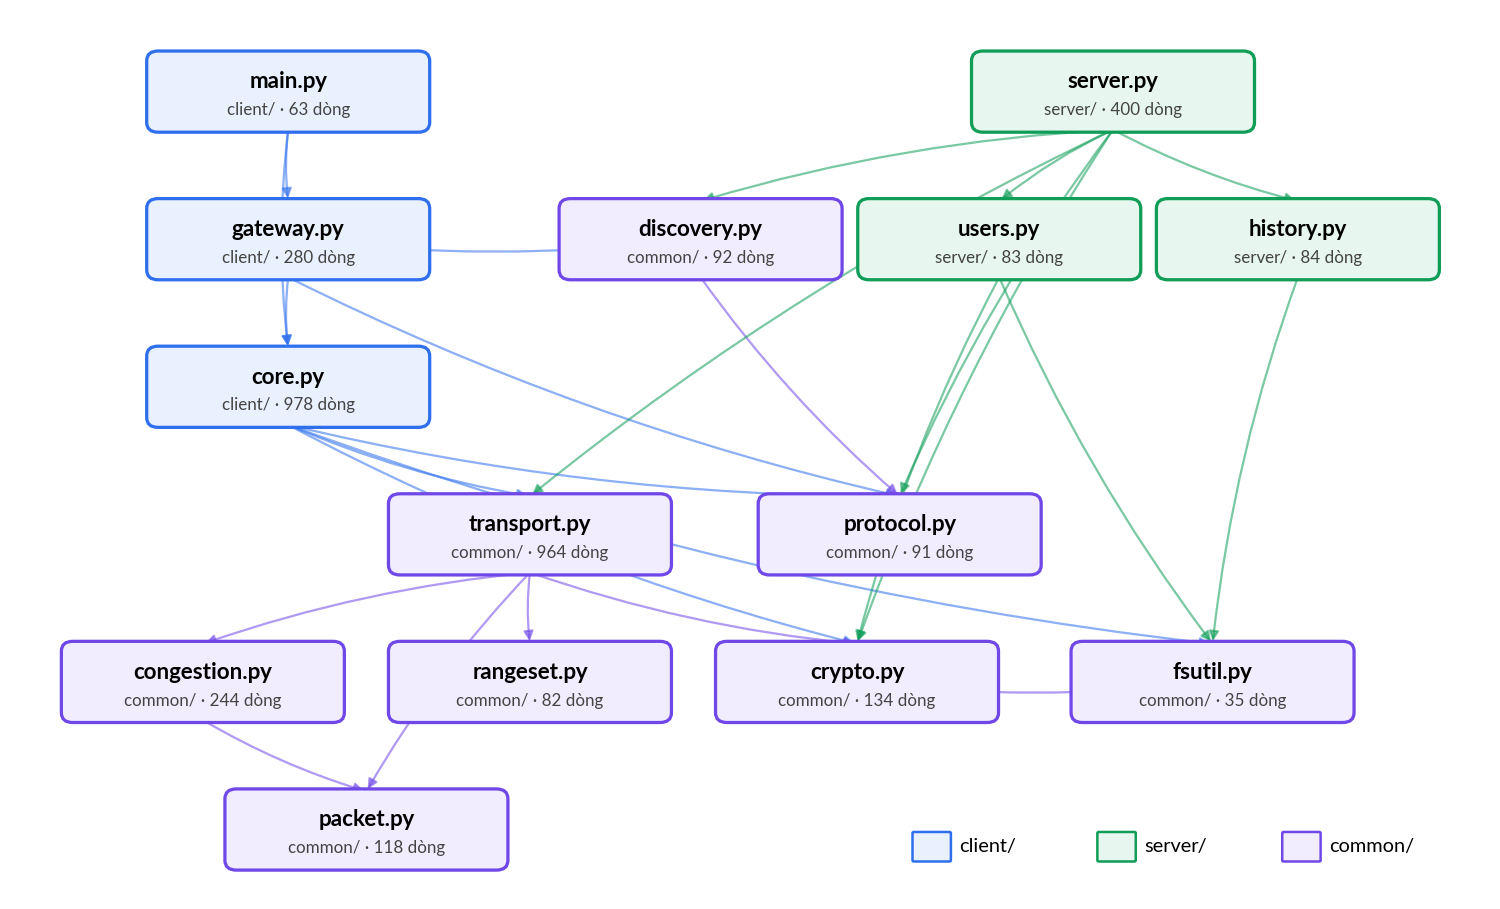 main.py
client/ · 63 dòng
server.py
server/ · 400 dòng
gateway.py
client/ · 280 dòng
discovery.py
common/ · 92 dòng
users.py
server/ · 83 dòng
history.py
server/ · 84 dòng
core.py
client/ · 978 dòng
transport.py
common/ · 964 dòng
protocol.py
common/ · 91 dòng
congestion.py
common/ · 244 dòng
rangeset.py
common/ · 82 dòng
crypto.py
common/ · 134 dòng
fsutil.py
common/ · 35 dòng
packet.py
common/ · 118 dòng
client/
server/
common/